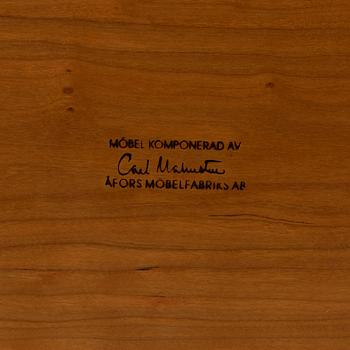 MÖBEL KOMPONERAD AV
Carl Malmsten
ÅFORS MÖBELFABRIKS AB